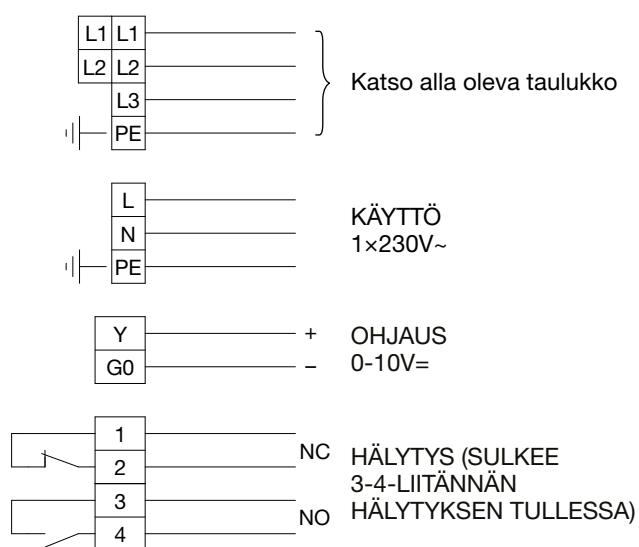 L1 L1
L2 L2
L3
PE
Katso alla oleva taulukko
L
N
PE
KÄYTTÖ
1×230V~
Y
G0
+
–
OHJAUS
0-10V=
1
2
3
4
NC
NO
HÄLYTYS (SULKEE
3-4-LIITÄNNÄN
HÄLYTYKSEN TULLESSA)